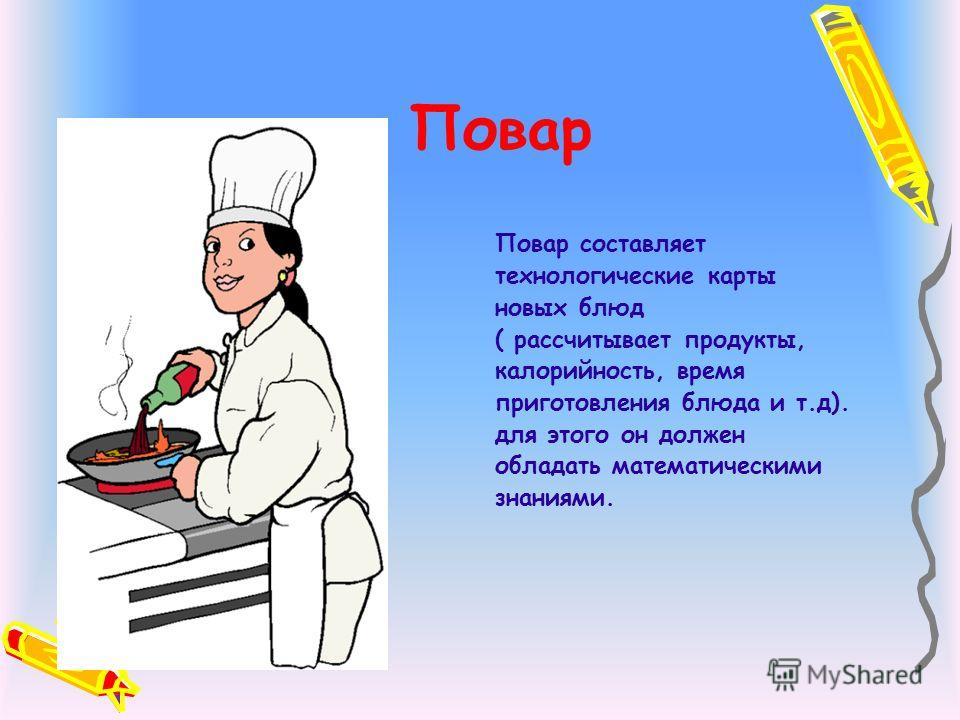 Повар
Повар составляет
технологические карты
новых блюд
( рассчитывает продукты,
калорийность, время
приготовления блюда и т.д).
для этого он должен
обладать математическими
знаниями.
MyShared